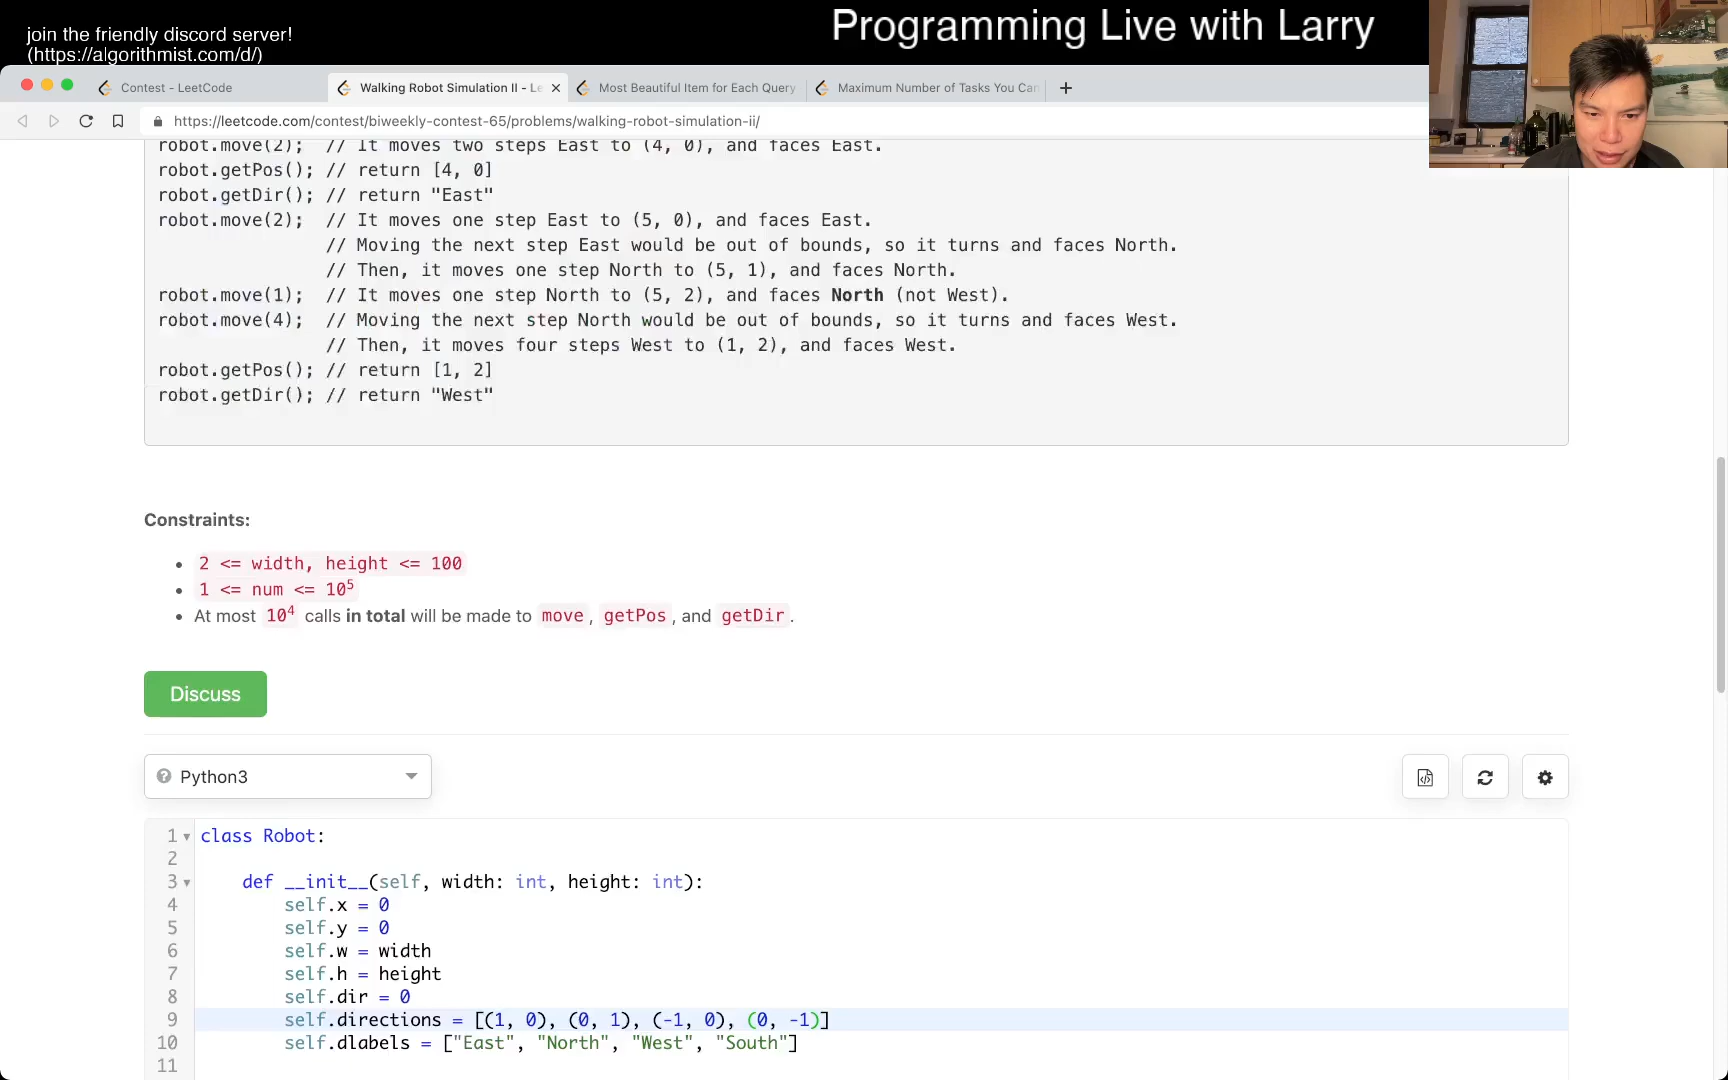 join the friendly discord server!
(https://algorithmist.com/d/)
Programming Live with Larry
Contest - LeetCode
Walking Robot Simulation II - Le
Most Beautiful Item for Each Query
Maximum Number of Tasks You Can
https://leetcode.com/contest/biweekly-contest-65/problems/walking-robot-simulation-ii/
robot.move(2);  // It moves two steps East to (4, 0), and faces East.
robot.getPos(); // return [4, 0]
robot.getDir(); // return "East"
robot.move(2);  // It moves one step East to (5, 0), and faces East.
// Moving the next step East would be out of bounds, so it turns and faces North.
// Then, it moves one step North to (5, 1), and faces North.
robot.move(1);  // It moves one step North to (5, 2), and faces North (not West).
robot.move(4);  // Moving the next step North would be out of bounds, so it turns and faces West.
// Then, it moves four steps West to (1, 2), and faces West.
robot.getPos(); // return [1, 2]
robot.getDir(); // return "West"
Constraints:
• 2 <= width, height <= 100
• 1 <= num <= 10⁵
• At most 10⁴ calls in total will be made to move, getPos, and getDir.
Discuss
Python3
1 class Robot:
2
3 def __init__(self, width: int, height: int):
4 self.x = 0
5 self.y = 0
6 self.w = width
7 self.h = height
8 self.dir = 0
9 self.directions = [(1, 0), (0, 1), (-1, 0), (0, -1)]
10 self.dlabels = ["East", "North", "West", "South"]
11